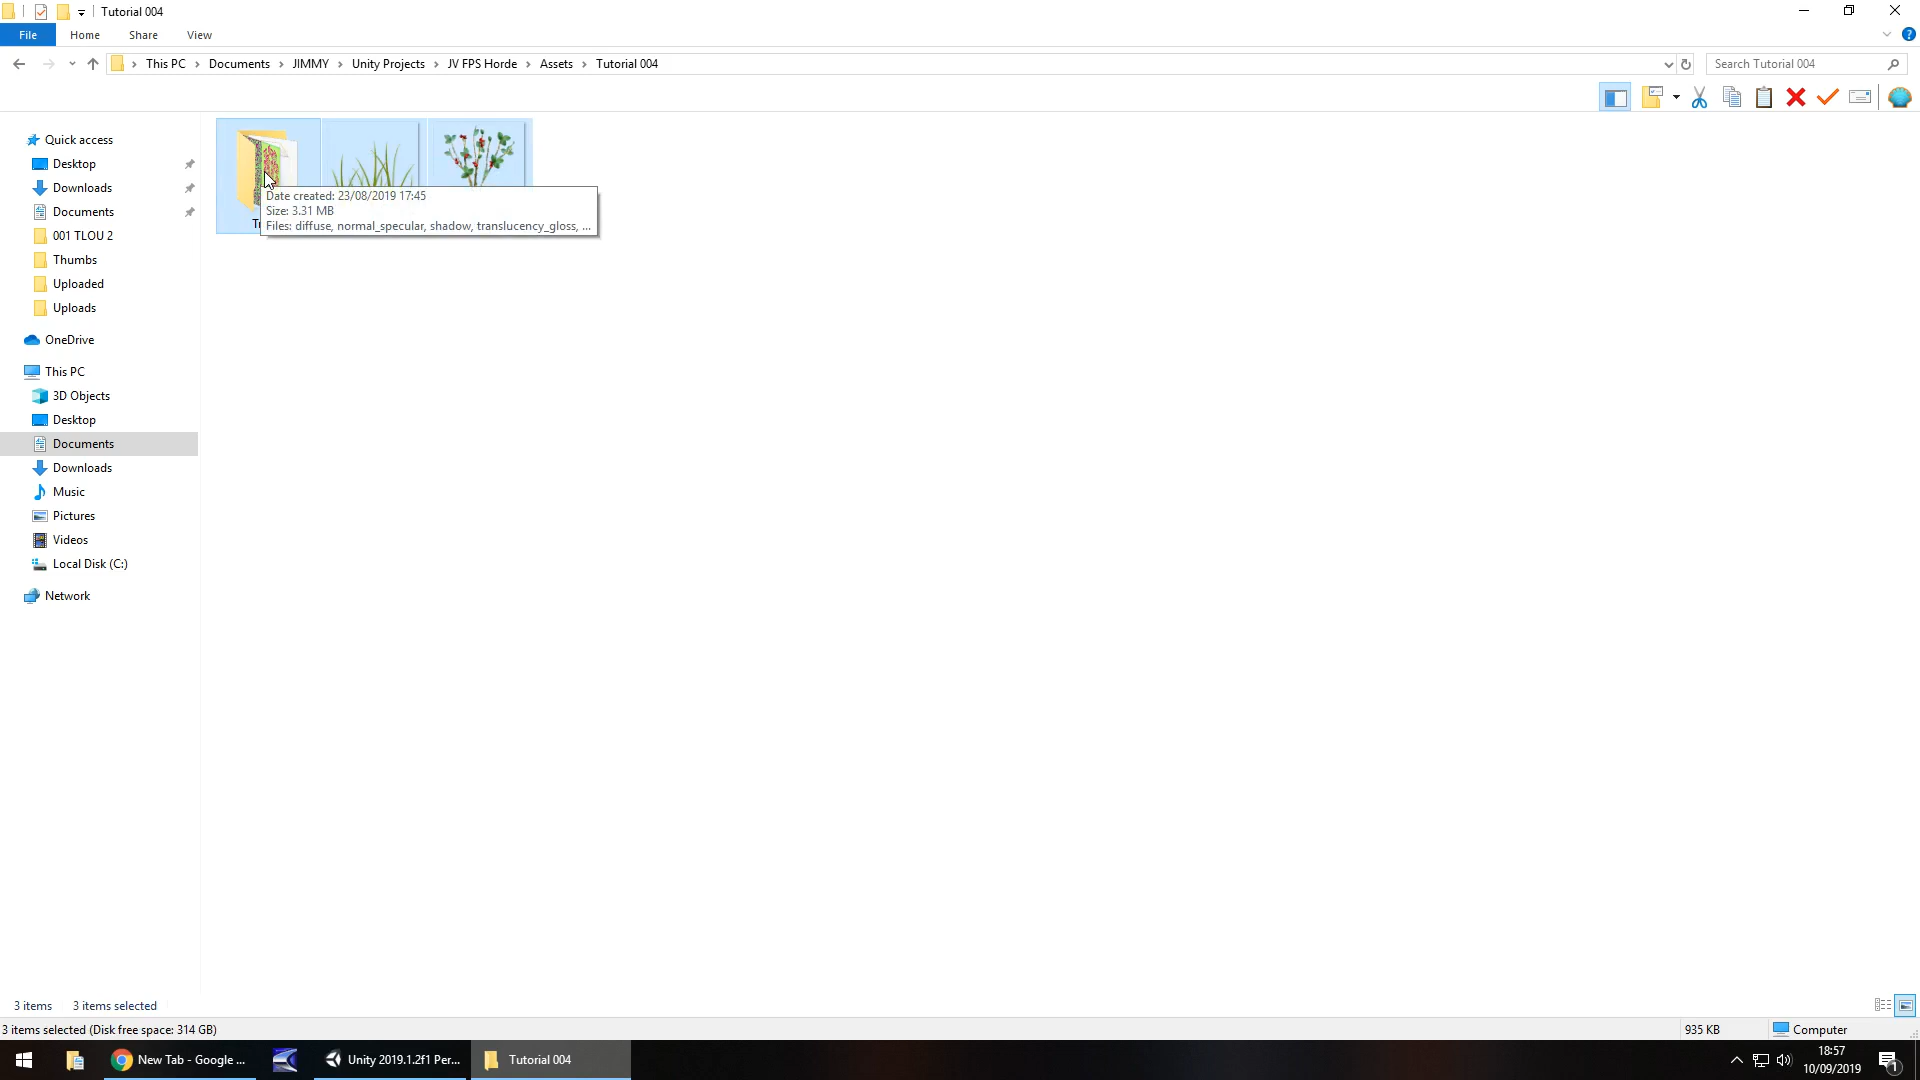 Tutorial 004
File Home Share View
This PC Documents JIMMY Unity Projects JV FPS Horde Assets Tutorial 004
Search Tutorial 004
Quick access
Desktop
Downloads
Documents
001 TLOU 2
Thumbs
Uploaded
Uploads
OneDrive
This PC
3D Objects
Desktop
Documents
Downloads
Music
Pictures
Videos
Local Disk (C:)
Network
Date created: 23/08/2019 17:45
Size: 3.31 MB
Files: diffuse, normal_specular, shadow, translucency_gloss, ...
3 items 3 items selected
3 items selected (Disk free space: 314 GB) 935 KB Computer
New Tab - Google ... Unity 2019.1.2f1 Per... Tutorial 004
18:57
10/09/2019
1